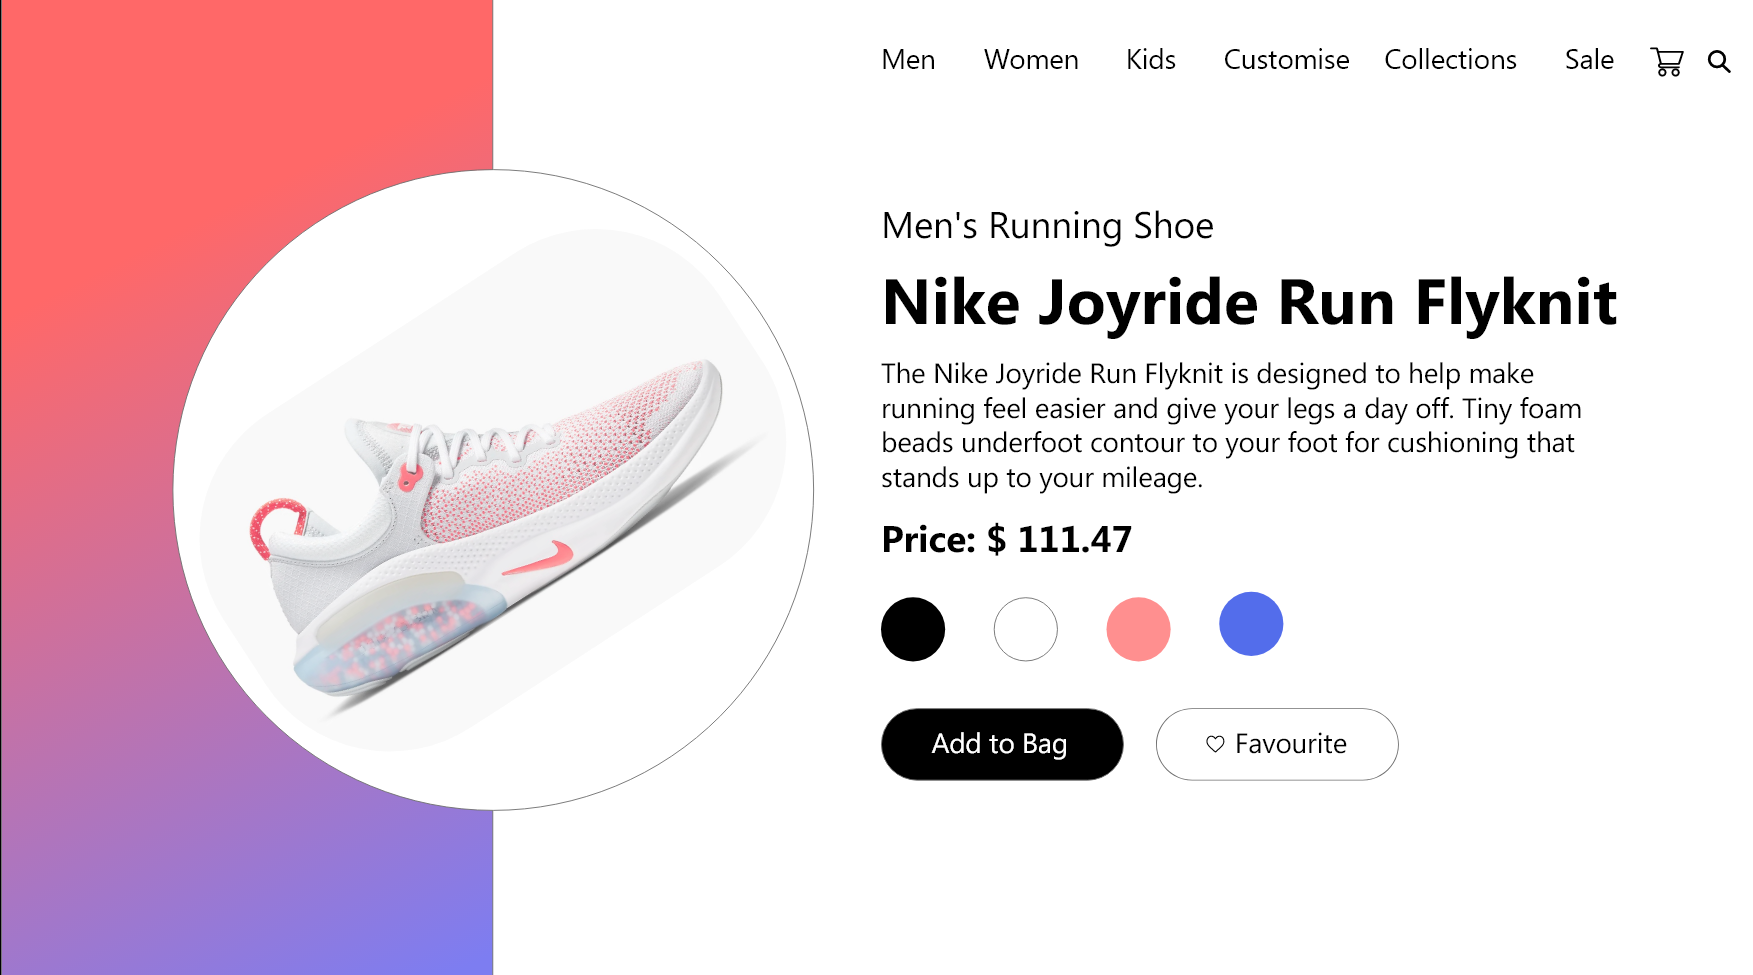 Men Women Kids Customise Collections Sale
Men's Running Shoe
Nike Joyride Run Flyknit
The Nike Joyride Run Flyknit is designed to help make
running feel easier and give your legs a day off. Tiny foam
beads underfoot contour to your foot for cushioning that
stands up to your mileage.
Price: $ 111.47
Add to Bag
Favourite